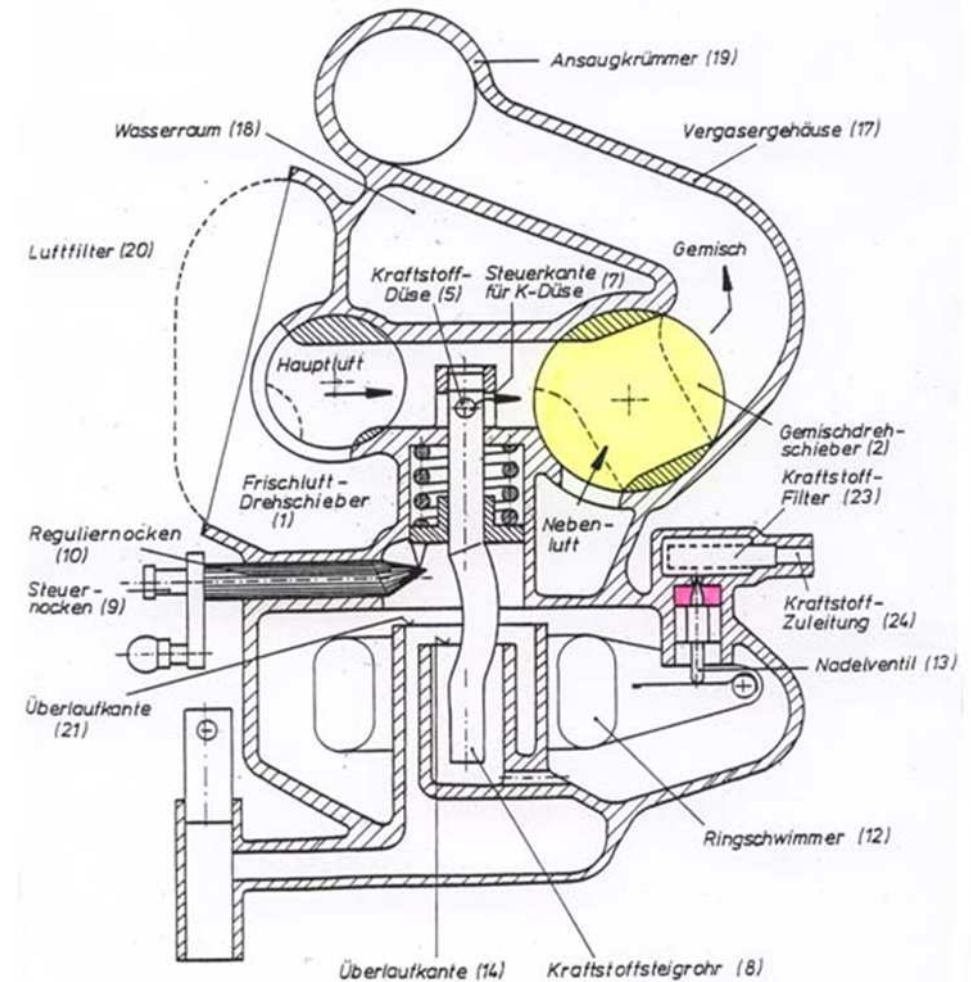 Ansaugkrümmer (19)
Wasserraum (18)
Vergasergehäuse (17)
Luftfilter (20)
Gemisch
Kraftstoff-
Düse (5)
Steuerkante
für K-Düse (7)
Hauptluft
Gemischdreh-
schieber (2)
Frischluft-
Drehschieber
(1)
Neben-
luft
Kraftstoff-
Filter (23)
Reguliernocken
(10)
Steuer-
nocken (9)
Kraftstoff-
Zuleitung (24)
Nadelventil (13)
Überlaufkante
(21)
Ringschwimmer (12)
Überlaufkante (14)
Kraftstoffsteigrohr (8)